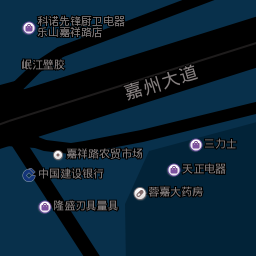 科诺先锋厨卫电器
乐山嘉祥路店
岷江壁胶
嘉州大道
三力士
嘉祥路农贸市场
天正电器
中国建设银行
蓉嘉大药房
隆盛刃具量具